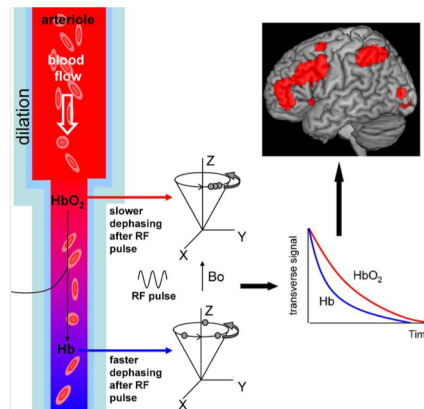 arteriole
blood
flow
dilation
HbO2
slower
dephasing
after RF
pulse
Z
X
Y
RF pulse
Bo
Hb
faster
dephasing
after RF
pulse
Z
X
Y
transverse signal
HbO2
Hb
Tim